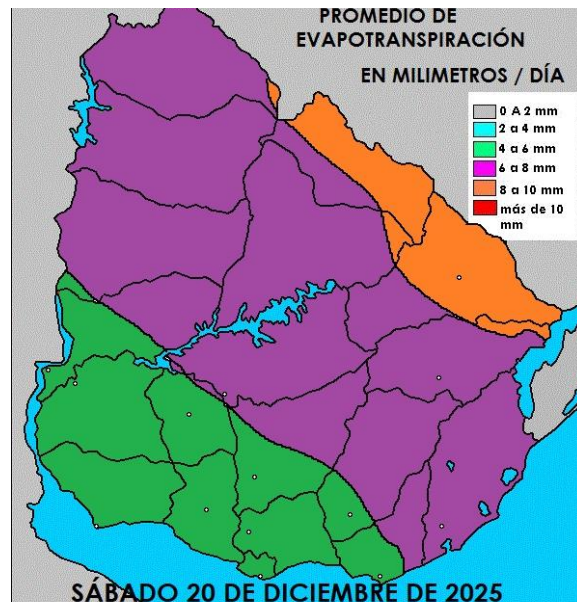 PROMEDIO DE
EVAPOTRANSPIRACIÓN
EN MILIMETROS / DÍA
0 A 2 mm
2 a 4 mm
4 a 6 mm
6 a 8 mm
8 a 10 mm
más de 10
mm
SÁBADO 20 DE DICIEMBRE DE 2025